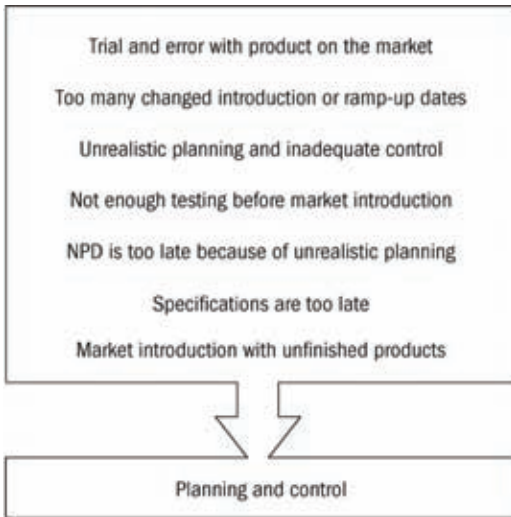 Trial and error with product on the market
Too many changed introduction or ramp-up dates
Unrealistic planning and inadequate control
Not enough testing before market introduction
NPD is too late because of unrealistic planning
Specifications are too late
Market introduction with unfinished products
Planning and control